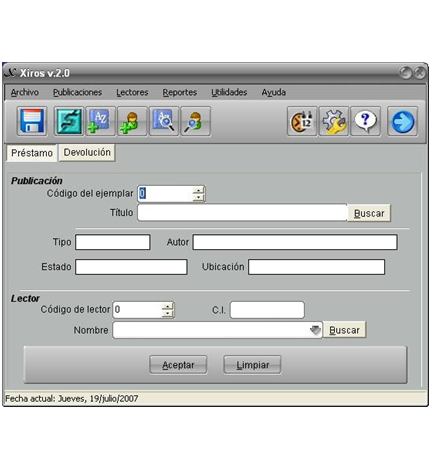 Xiros v.2.0
Archivo Publicaciones Lectores Reportes Utilidades Ayuda
AZ AZ 12 ?
Préstamo Devolución
Publicación
Código del ejemplar 0
Título Buscar
Tipo Autor
Estado Ubicación
Lector
Código de lector 0 C.I.
Nombre Buscar
Aceptar Limpiar
Fecha actual: Jueves, 19/julio/2007